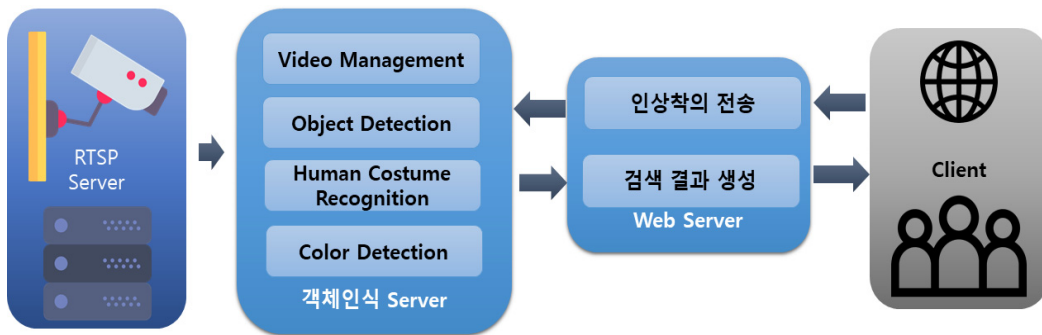 RTSP
Server
Video Management
Object Detection
Human Costume
Recognition
Color Detection
객체인식 Server
인상착의 전송
검색 결과 생성
Web Server
Client